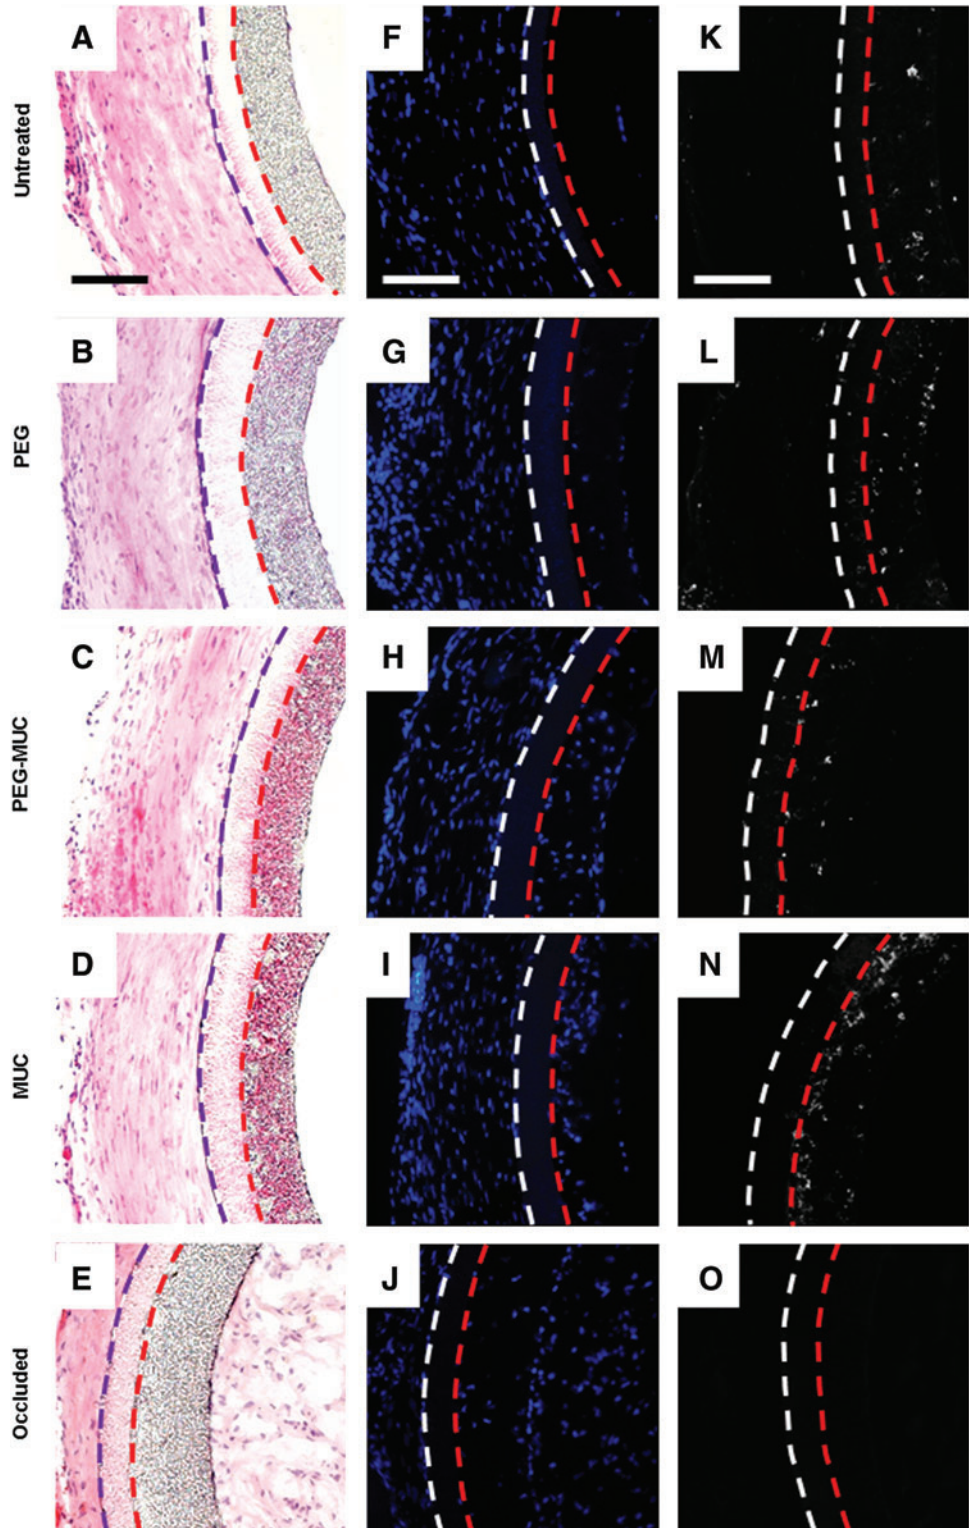 A F K
Untreated
B G L
PEG
C H M
PEG-MUC
D I N
MUC
E J O
Occluded